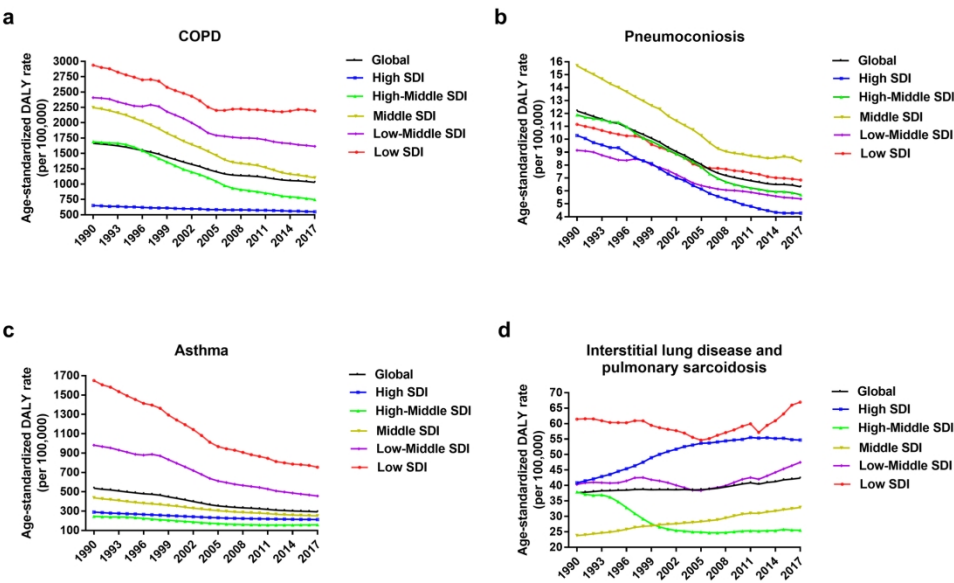 a
COPD
Age-standardized DALY rate
(per 100,000)
3000
2750
2500
2250
2000
1750
1500
1250
1000
750
500
1990
1993
1996
1999
2002
2005
2008
2011
2014
2017
Global
High SDI
High-Middle SDI
Middle SDI
Low-Middle SDI
Low SDI
b
Pneumoconiosis
Age-standardized DALY rate
(per 100,000)
16
15
14
13
12
11
10
9
8
7
6
5
4
1990
1993
1996
1999
2002
2005
2008
2011
2014
2017
Global
High SDI
High-Middle SDI
Middle SDI
Low-Middle SDI
Low SDI
c
Asthma
Age-standardized DALY rate
(per 100,000)
1700
1500
1300
1100
900
700
500
300
100
1990
1993
1996
1999
2002
2005
2008
2011
2014
2017
Global
High SDI
High-Middle SDI
Middle SDI
Low-Middle SDI
Low SDI
d
Interstitial lung disease and
pulmonary sarcoidosis
Age-standardized DALY rate
(per 100,000)
70
65
60
55
50
45
40
35
30
25
20
1990
1993
1996
1999
2002
2005
2008
2011
2014
2017
Global
High SDI
High-Middle SDI
Middle SDI
Low-Middle SDI
Low SDI